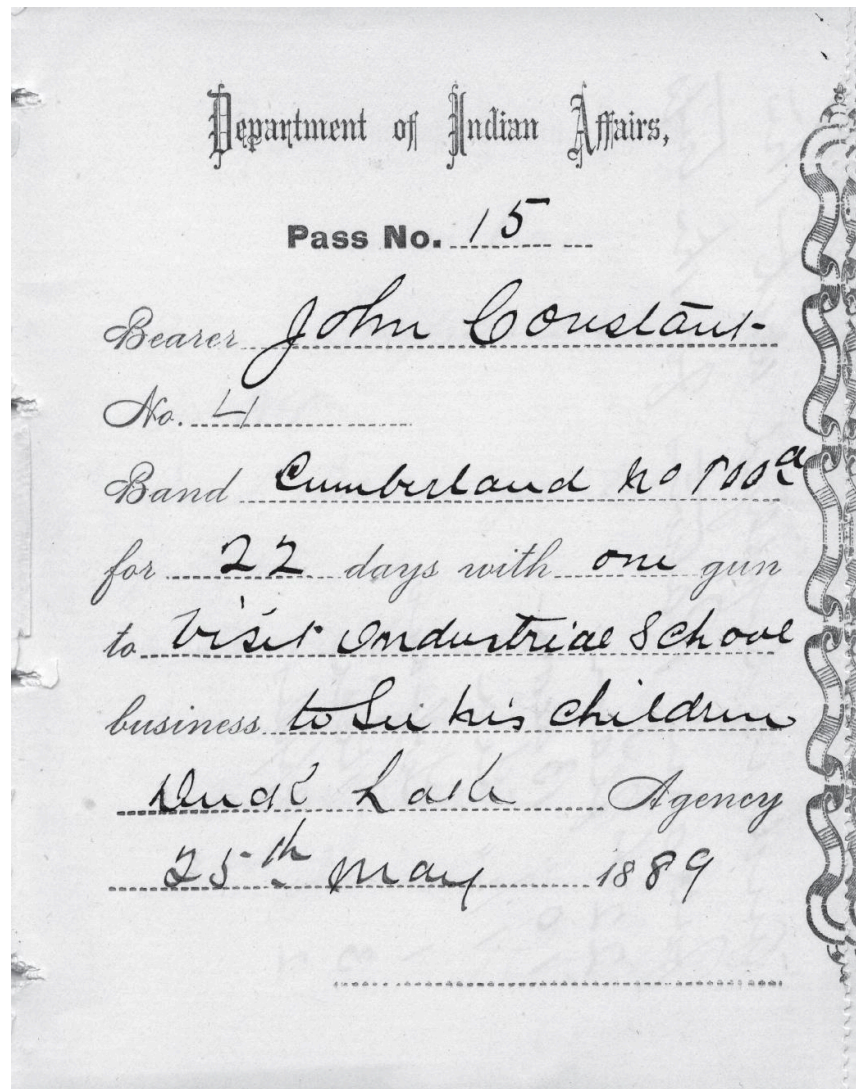 Department of Indian Affairs,
Pass No. 15
Bearer John Constant
No. 4
Band Cumberland No 100a
for 22 days with one gun
to Visit Industrial School
business to See his children
Duck Lake Agency
25th May 1889